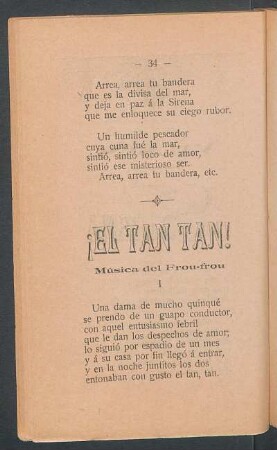 — 34 —
Arrea, arrea tu bandera
que es la divisa del mar,
y deja en paz á la Sirena
que me enloquece su ciego rubor.
Un humilde pescador
cuya cuna fué la mar,
sintió, sintió loco de amor,
sintió ese misterioso ser.
Arrea, arrea tu bandera, etc.
¡EL TAN TAN!
Música del Frou-frou
I
Una dama de mucho quinqué
se prendo de un guapo conductor,
con aquel entusiasmo febril
que le dan los despechos de amor;
lo siguió por espadio de un mes
y á su casa por fin llegó á entrar,
y en la noche juntitos los dos
entonaban con gusto el tan, tan.